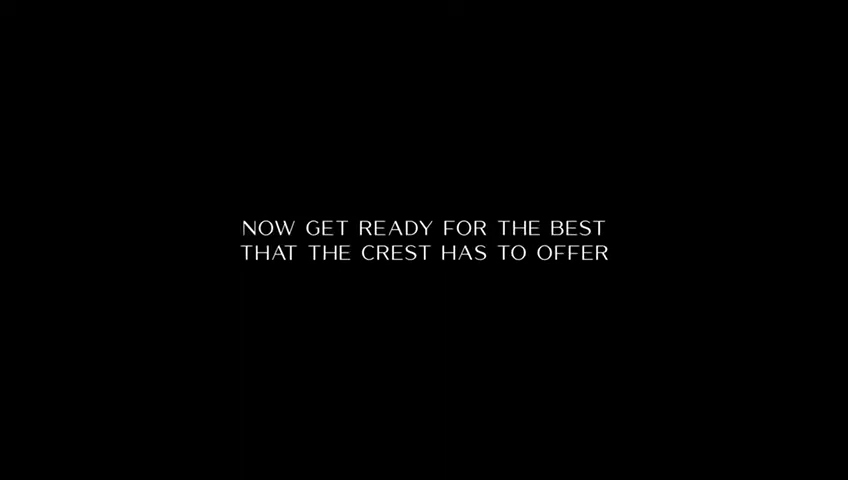 NOW GET READY FOR THE BEST
THAT THE CREST HAS TO OFFER